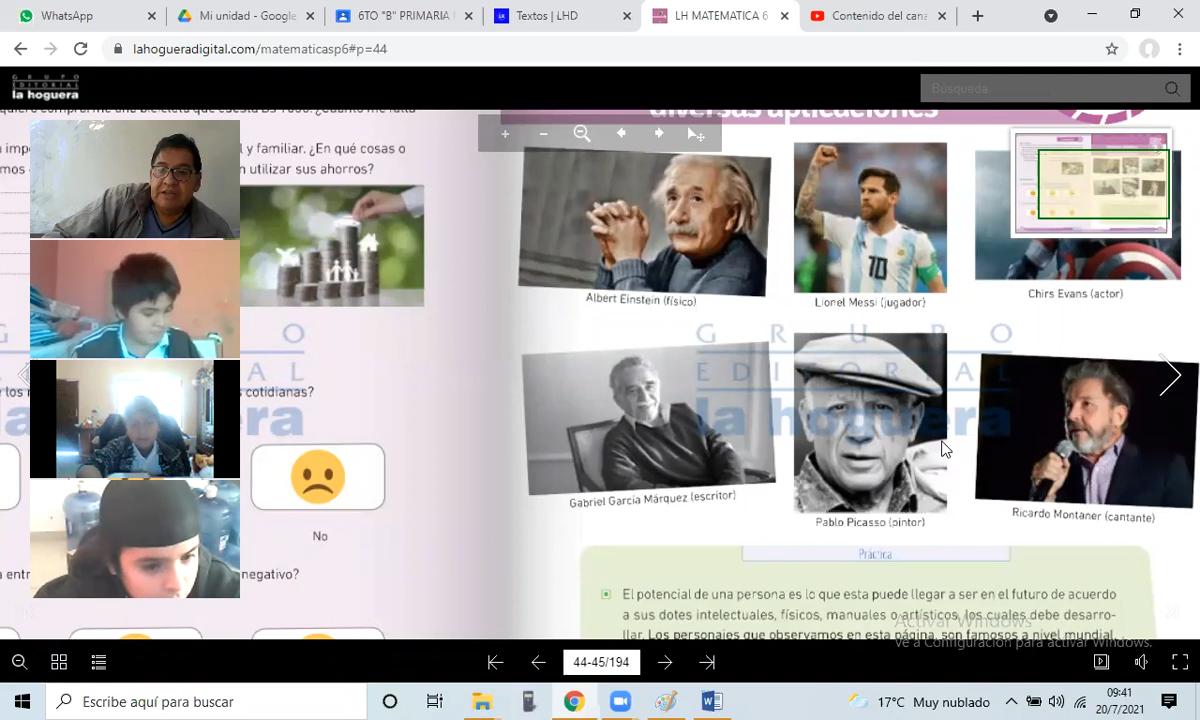 WhatsApp
Mi unidad - Google
6TO "B" PRIMARIA
Textos ¡ LHD
LH MATEMATICA 6
Contenido del cana
lahogueradigital.com/matematicasp6#p=44
GRUPO
EDITORIAL
la hoguera
Búsqueda
diversas aplicaciones
y familiar. ¿En qué cosas o
utilizar sus ahorros?
Albert Einstein (físico)
Lionel Messi (jugador)
Chirs Evans (actor)
GRUPO
EDITORIAL
la hoguera
cotidianas?
Gabriel García Márquez (escritor)
Pablo Picasso (pintor)
Ricardo Montaner (cantante)
No
negativo?
Práctica
El potencial de una persona es lo que esta puede llegar a ser en el futuro de acuerdo
a sus dotes intelectuales, físicos, manuales o artísticos, los cuales debe desarro-
llar. Los personajes que observamos en esta página, son famosos a nivel mundial,
Activar Windows
Ve a Configuración para activar Windows.
44-45/194
Escribe aquí para buscar
17°C Muy nublado
09:41
20/7/2021
10